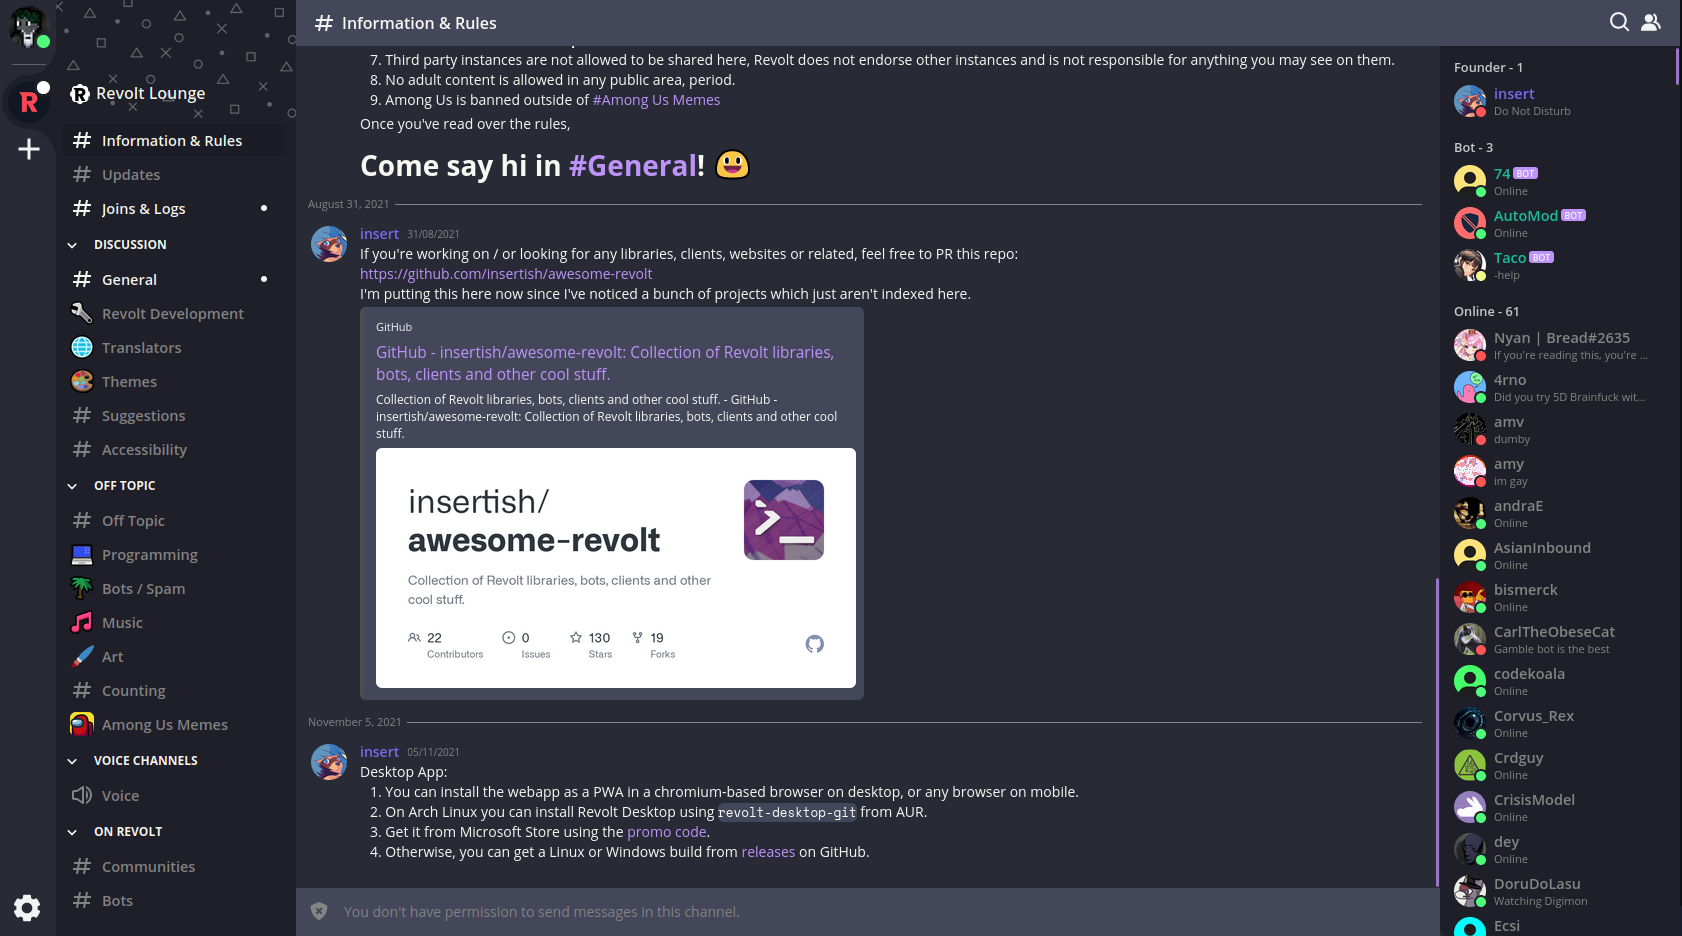 R
Revolt Lounge
Information & Rules
Updates
Joins & Logs
DISCUSSION
General
Revolt Development
Translators
Themes
Suggestions
Accessibility
OFF TOPIC
Off Topic
Programming
Bots / Spam
Music
Art
Counting
Among Us Memes
VOICE CHANNELS
Voice
ON REVOLT
Communities
Bots
# Information & Rules
7. Third party instances are not allowed to be shared here, Revolt does not endorse other instances and is not responsible for anything you may see on them.
8. No adult content is allowed in any public area, period.
9. Among Us is banned outside of #Among Us Memes
Once you've read over the rules,
Come say hi in #General! 😃
August 31, 2021
insert 31/08/2021
If you're working on / or looking for any libraries, clients, websites or related, feel free to PR this repo:
https://github.com/insertish/awesome-revolt
I'm putting this here now since I've noticed a bunch of projects which just aren't indexed here.
GitHub
GitHub - insertish/awesome-revolt: Collection of Revolt libraries,
bots, clients and other cool stuff.
Collection of Revolt libraries, bots, clients and other cool stuff. - GitHub -
insertish/awesome-revolt: Collection of Revolt libraries, bots, clients and other cool
stuff.
insertish/
awesome-revolt
Collection of Revolt libraries, bots, clients and other
cool stuff.
22 0 130 19
Contributors Issues Stars Forks
November 5, 2021
insert 05/11/2021
Desktop App:
1. You can install the webapp as a PWA in a chromium-based browser on desktop, or any browser on mobile.
2. On Arch Linux you can install Revolt Desktop using revolt-desktop-git from AUR.
3. Get it from Microsoft Store using the promo code.
4. Otherwise, you can get a Linux or Windows build from releases on GitHub.
You don't have permission to send messages in this channel.
Founder - 1
insert
Do Not Disturb
Bot - 3
74 BOT
Online
AutoMod BOT
Online
Taco BOT
-help
Online - 61
Nyan | Bread#2635
If you're reading this, you're ...
4rno
Did you try 5D Brainfuck wit...
amv
dumby
amy
im gay
andraE
Online
AsianInbound
Online
bismerck
Online
CarlTheObeseCat
Gamble bot is the best
codekoala
Online
Corvus_Rex
Online
Crdguy
Online
CrisisModel
Online
dey
Online
DoruDoLasu
Watching Digimon
Ecsi